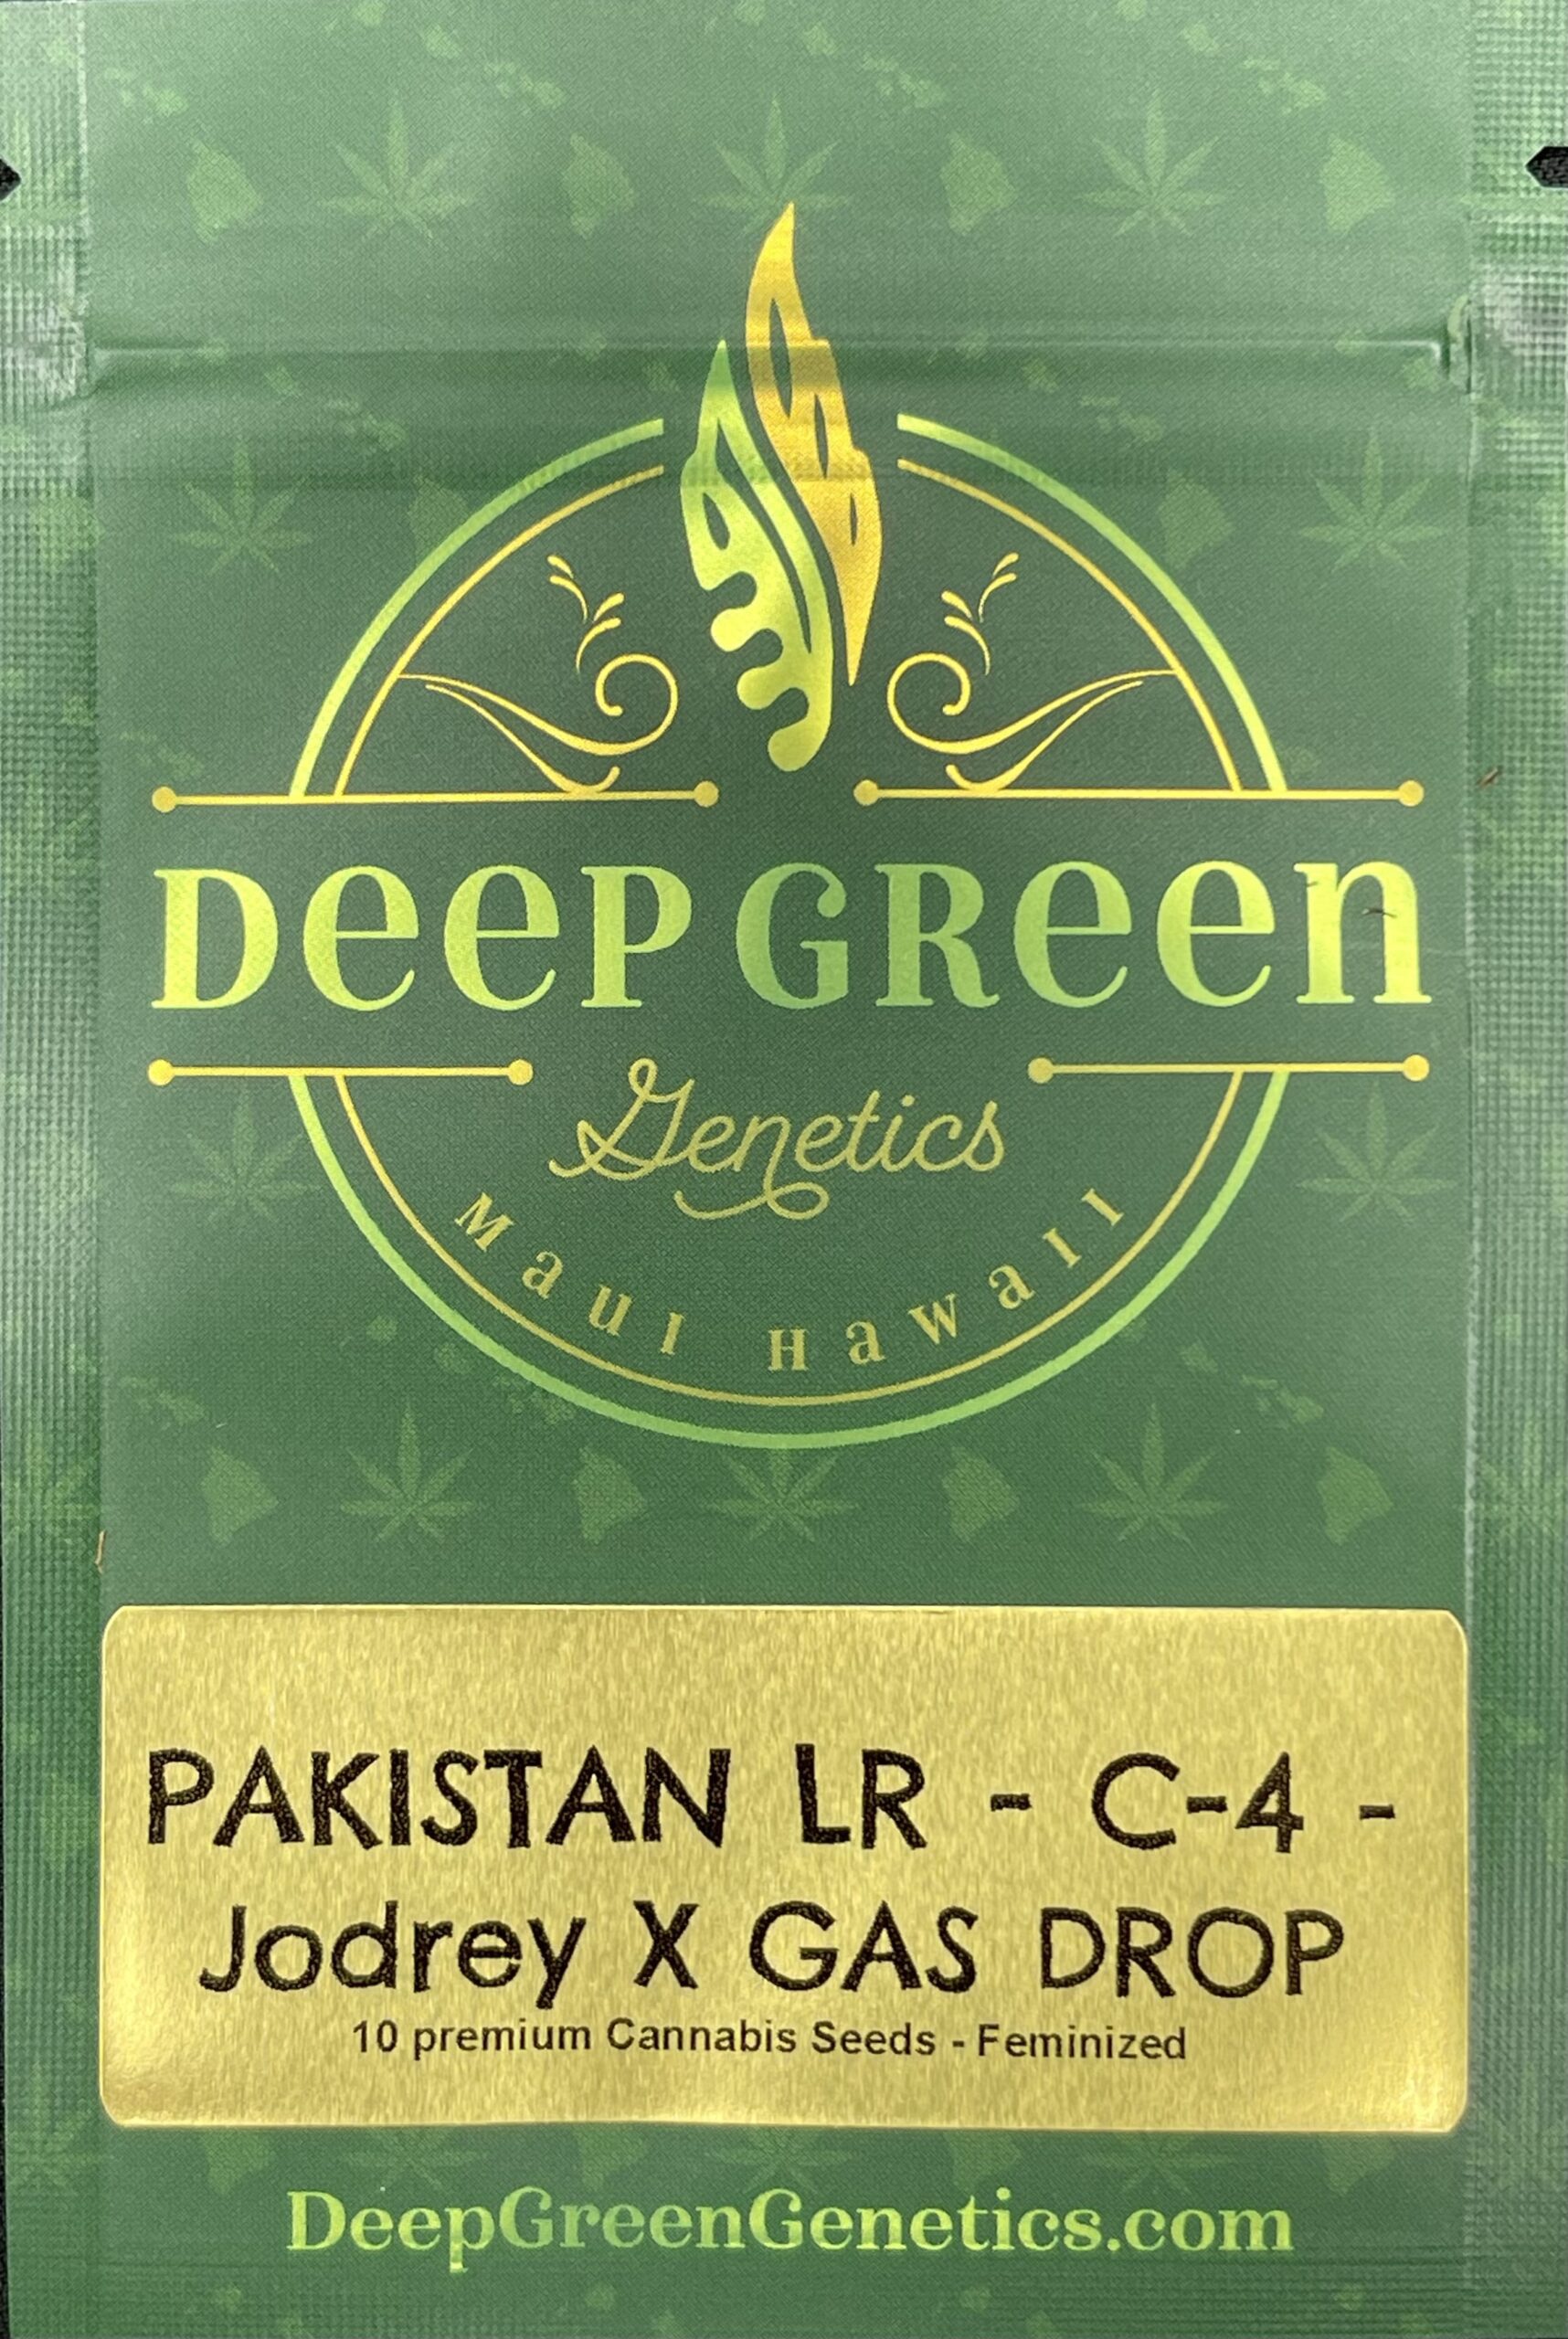 Deep Green
Genetics
Maui Hawaii
PAKISTAN LR - C-4 -
Jodrey X GAS DROP
10 premium Cannabis Seeds - Feminized
DeepGreenGenetics.com